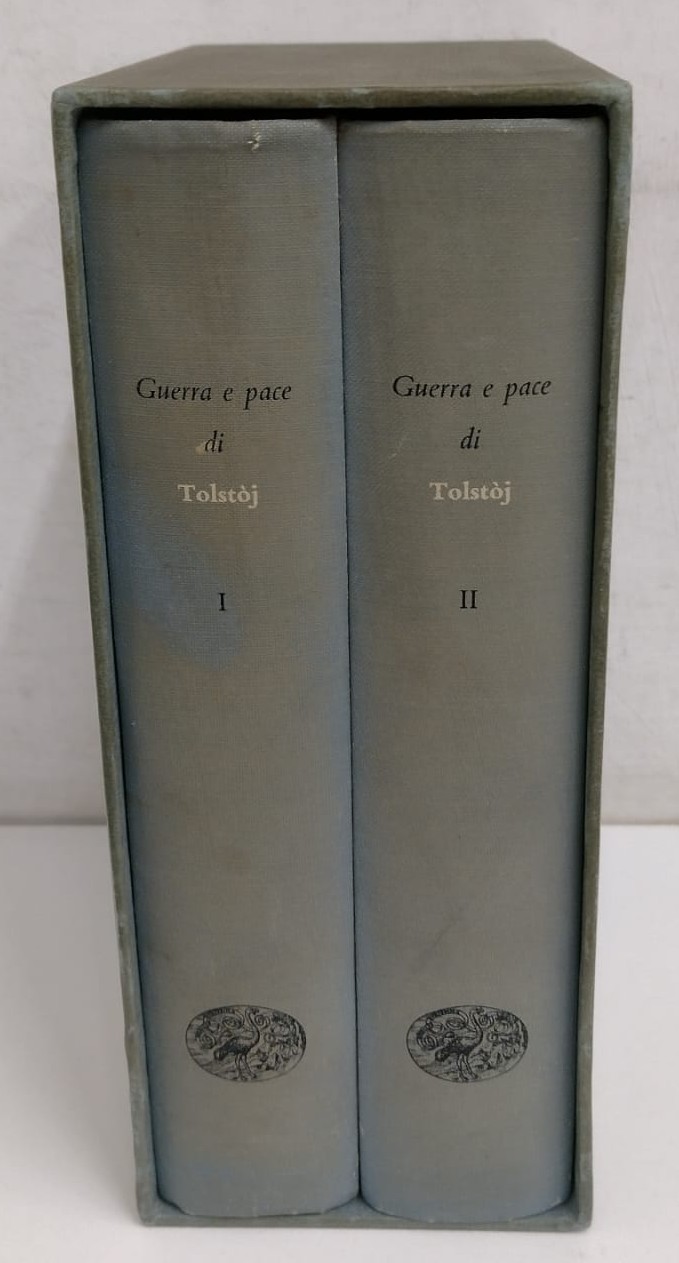 Guerra e pace
di
Tolstòj
I
Guerra e pace
di
Tolstòj
II